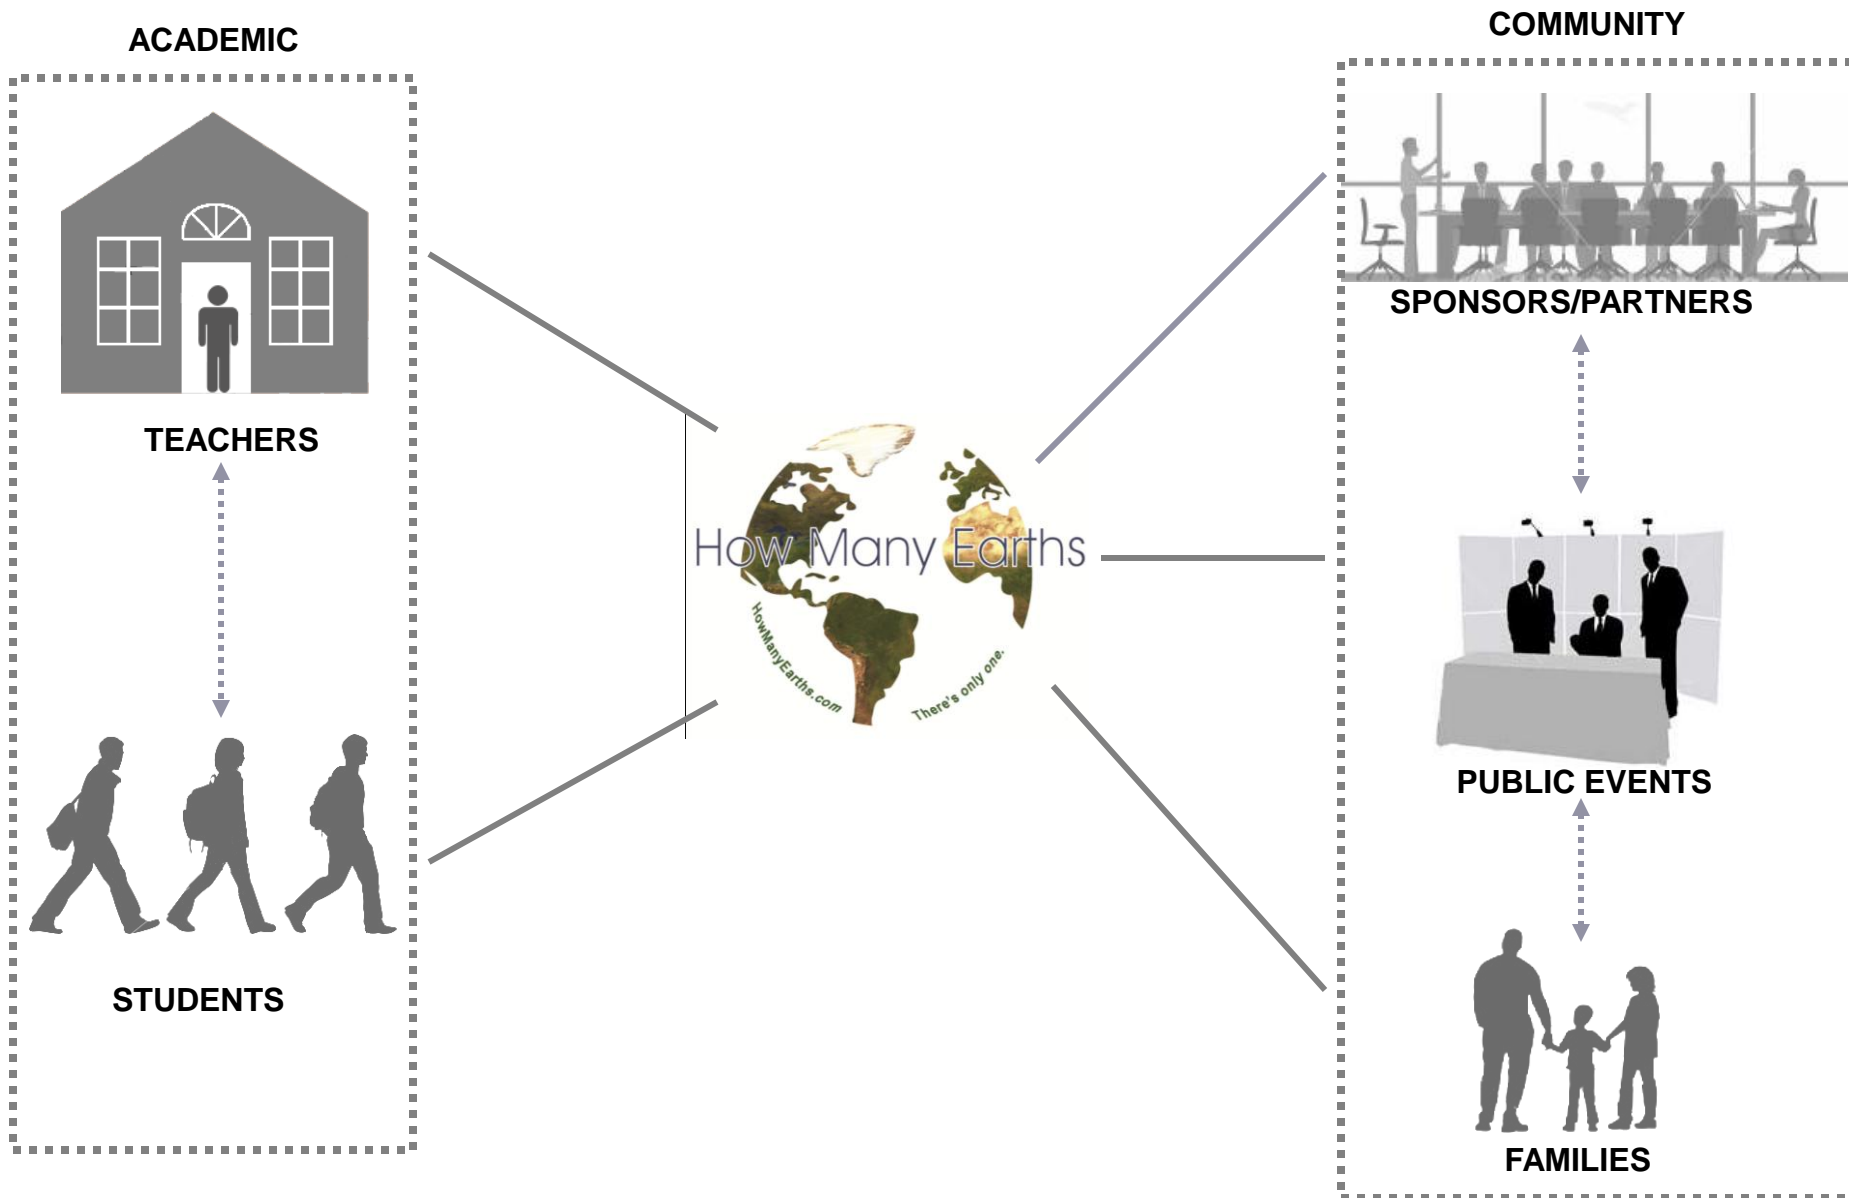 ACADEMIC
TEACHERS
STUDENTS
How Many Earths
HowManyEarths.com
There's only one.
COMMUNITY
SPONSORS/PARTNERS
PUBLIC EVENTS
FAMILIES